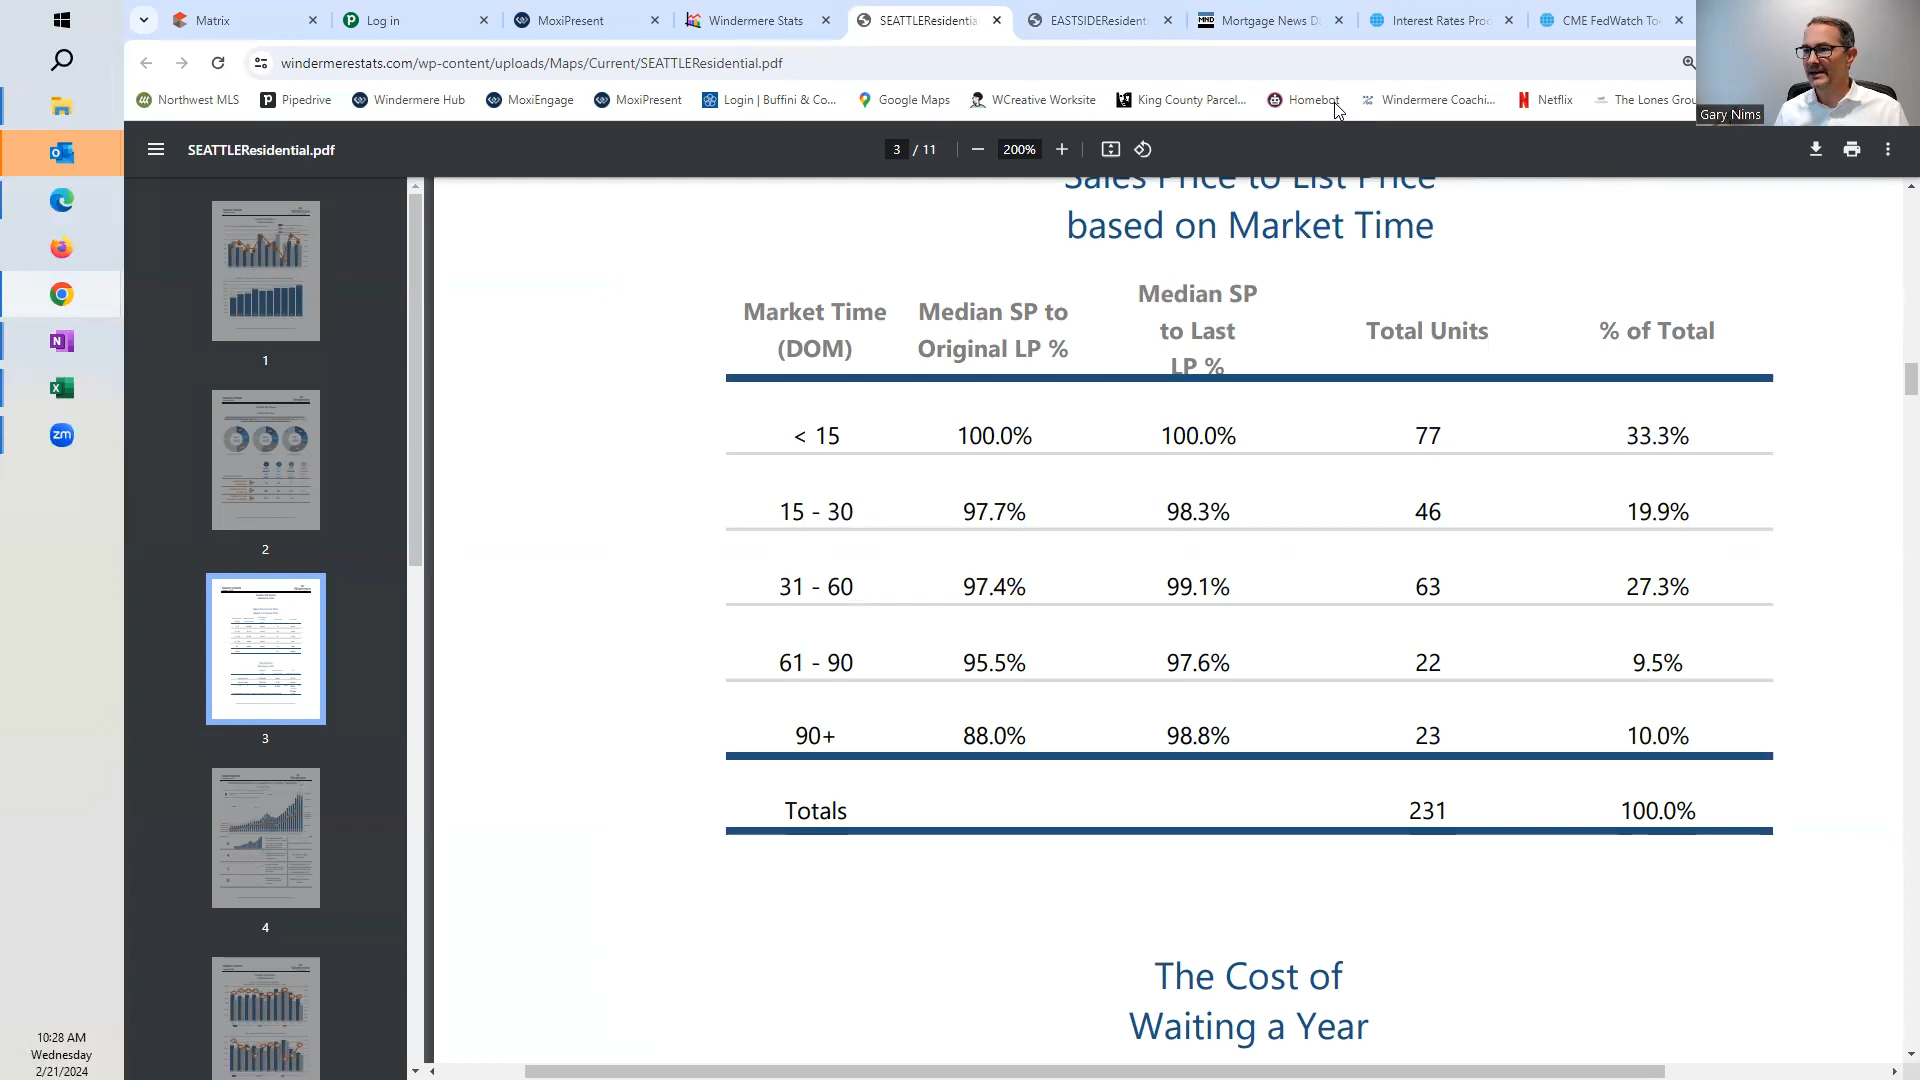 Matrix
Log in
MoxiPresent
Windermere Stats
SEATTLEResidentia
EASTSIDEResident
Mortgage News D
Interest Rates Pro
CME FedWatch To
windermerestats.com/wp-content/uploads/Maps/Current/SEATTLEResidential.pdf
Northwest MLS
Pipedrive
Windermere Hub
MoxiEngage
MoxiPresent
Login | Buffini & Co...
Google Maps
WCreative Worksite
King County Parcel...
Homebot
Windermere Coachi...
Netflix
The Lones Grou
Gary Nims
SEATTLEResidential.pdf
3 / 11
200%
Sales Price to List Price
based on Market Time
Market Time (DOM) Median SP to Original LP % Median SP to Last LP % Total Units % of Total
< 15 100.0% 100.0% 77 33.3%
15 - 30 97.7% 98.3% 46 19.9%
31 - 60 97.4% 99.1% 63 27.3%
61 - 90 95.5% 97.6% 22 9.5%
90+ 88.0% 98.8% 23 10.0%
Totals 231 100.0%
The Cost of
Waiting a Year
1
2
3
4
zm
10:28 AM
Wednesday
2/21/2024